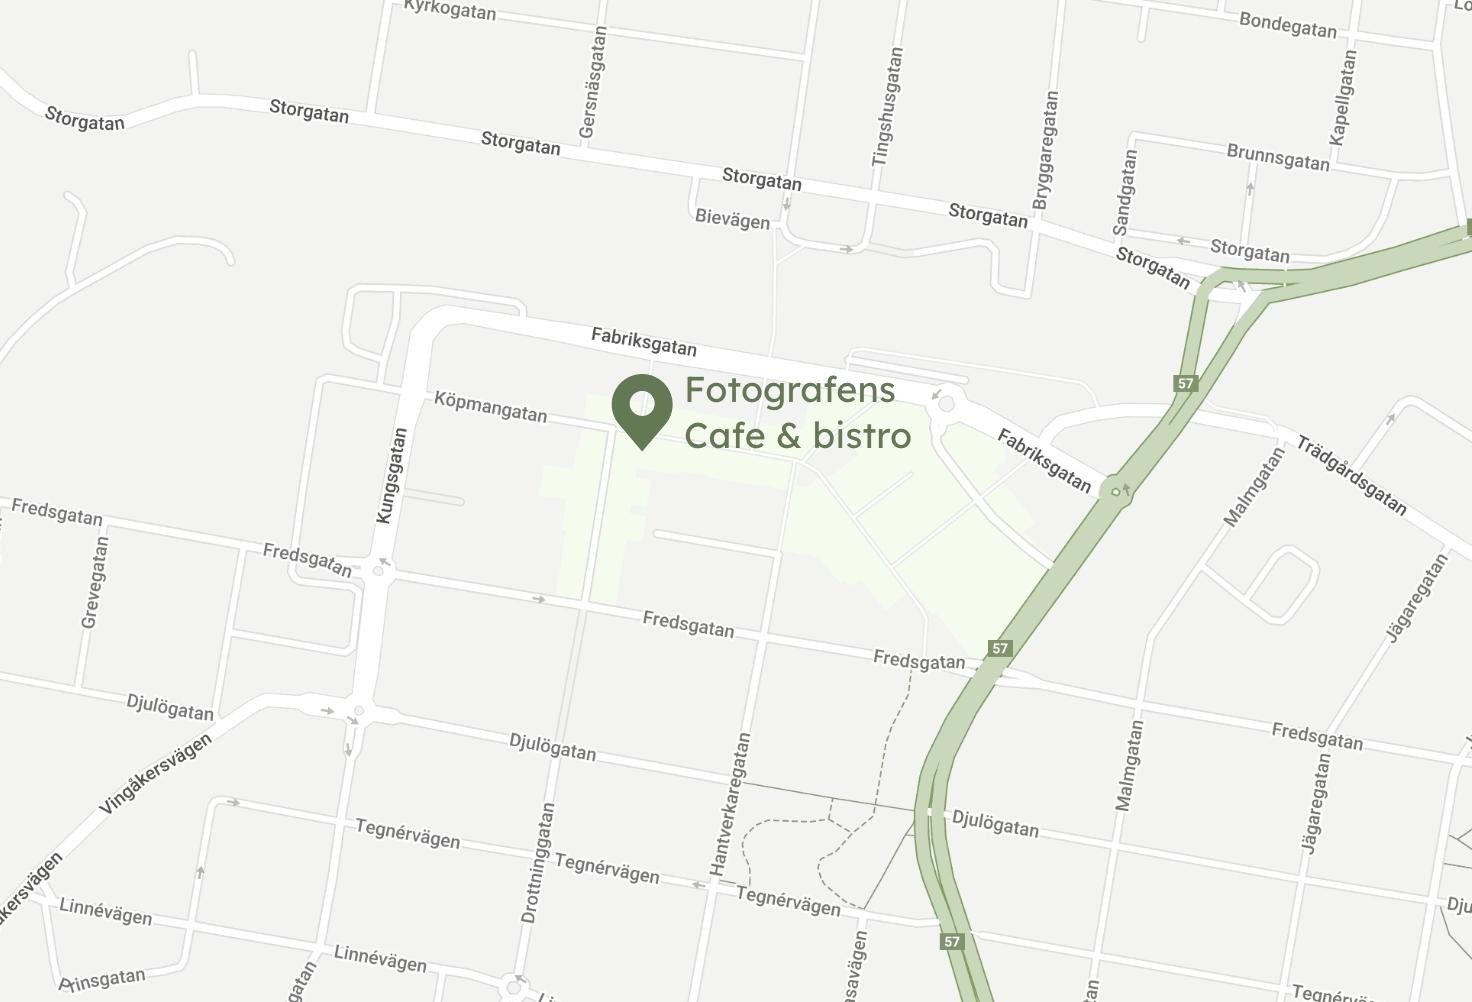 Kyrkogatan
Bondegatan
Gersnäsgatan
Tingshusgatan
Kapellgatan
Bryggaregatan
Storgatan
Storgatan
Storgatan
Storgatan
Storgatan
Brunnsgatan
Sandgatan
Bievägen
Storgatan
Storgatan
Fabriksgatan
Fotografens
Cafe & bistro
57
Köpmangatan
Kungsgatan
Fabriksgatan
Trädgårdsgatan
Malmgatan
Fredsgatan
Fredsgatan
Grevegatan
Jägaregatan
Fredsgatan
57
Fredsgatan
Djulögatan
Fredsgatan
Vingåkersvägen
Djulögatan
Hantverkaregatan
Malmgatan
Jägaregatan
Djulögatan
Tegnérvägen
Tegnérvägen
Drottninggatan
Tegnérvägen
Linnévägen
57
Linnévägen
Prinsgatan
Tegnérvägen